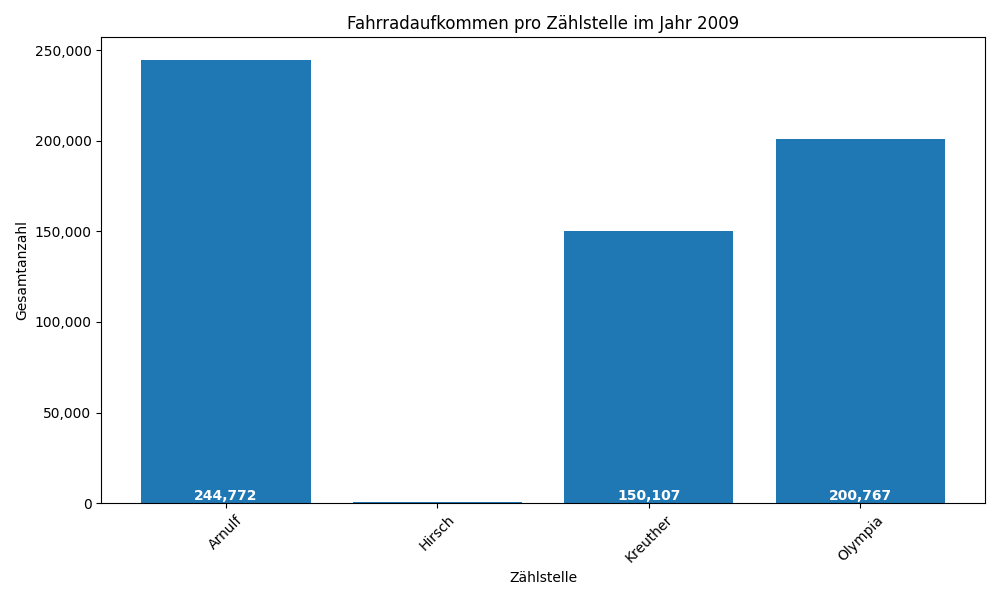 Fahrradaufkommen pro Zählstelle im Jahr 2009
Gesamtanzahl
250,000
200,000
150,000
100,000
50,000
0
244,772
150,107
200,767
Arnulf
Hirsch
Kreuther
Olympia
Zählstelle